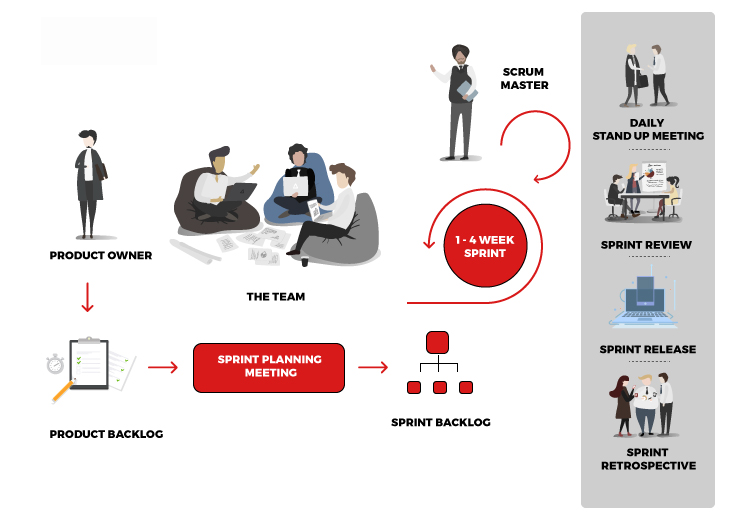 SCRUM
MASTER
DAILY
STAND UP MEETING
PRODUCT OWNER
1 - 4 WEEK
SPRINT
SPRINT REVIEW
THE TEAM
SPRINT RELEASE
SPRINT PLANNING
MEETING
PRODUCT BACKLOG
SPRINT BACKLOG
SPRINT
RETROSPECTIVE